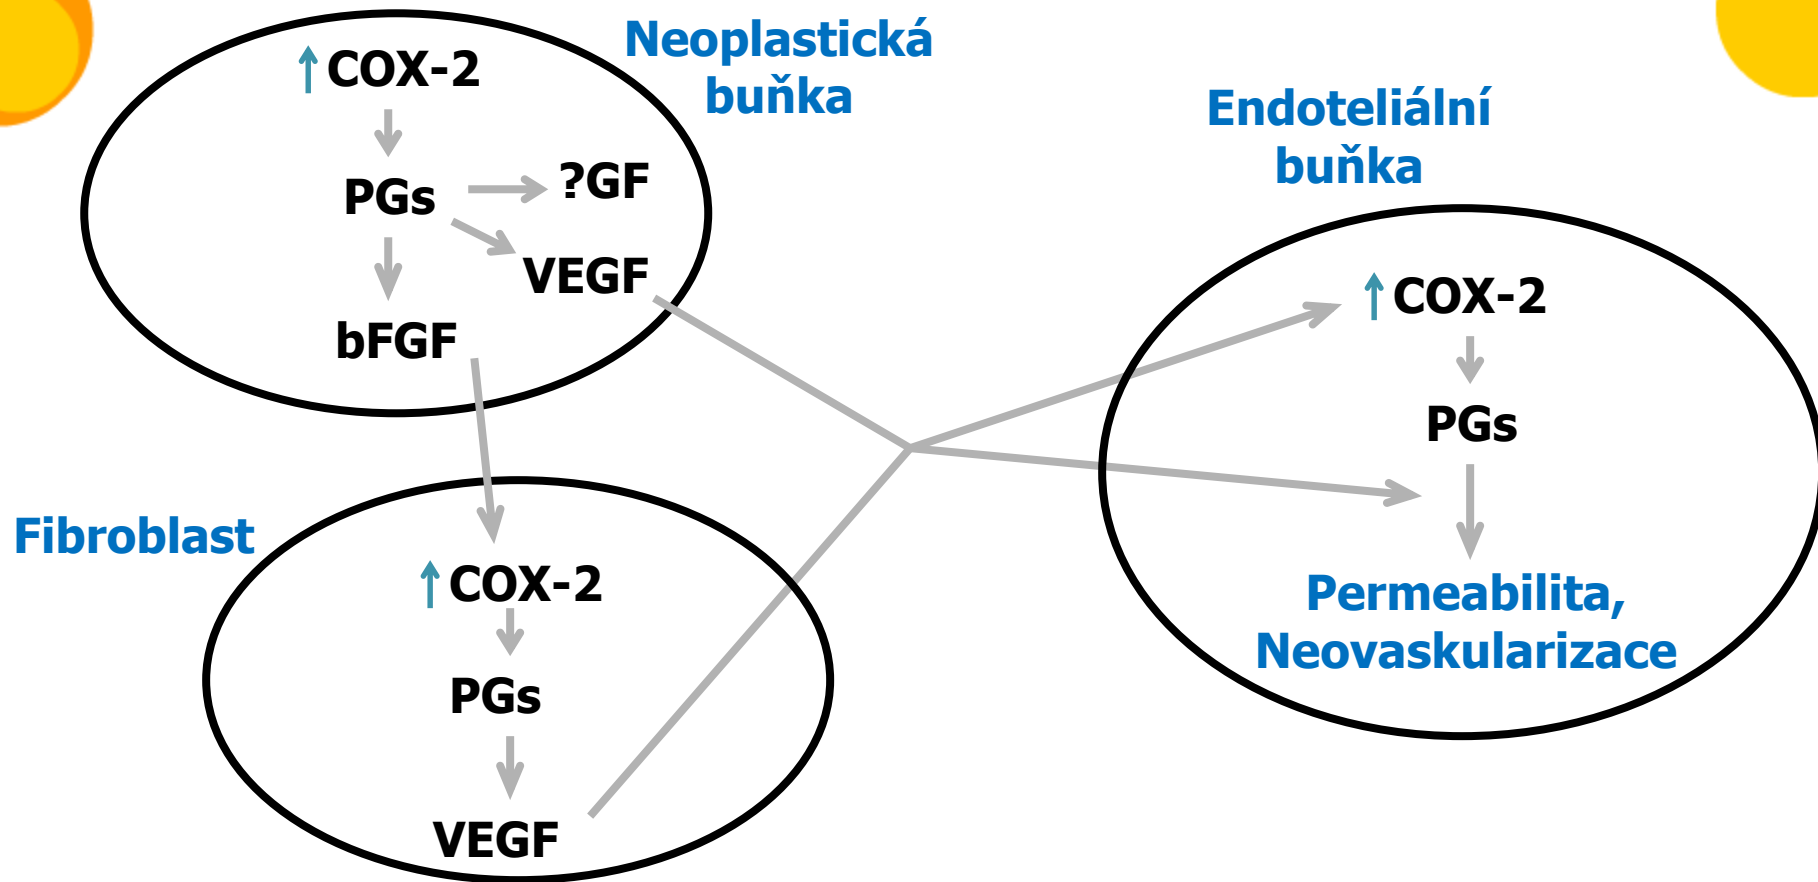 Neoplastická
buňka
↑COX-2
PGs
?GF
VEGF
bFGF
Fibroblast
↑COX-2
PGs
VEGF
Endoteliální
buňka
↑COX-2
PGs
Permeabilita,
Neovaskularizace